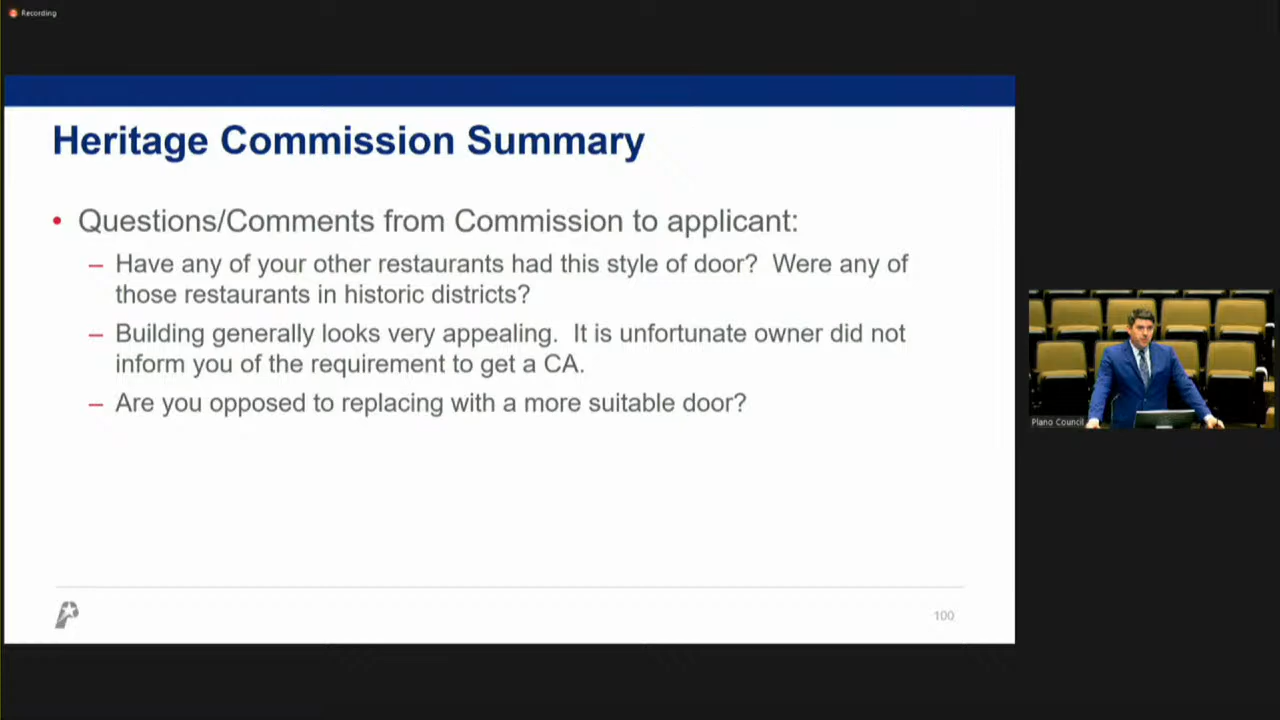 Recording
Heritage Commission Summary
• Questions/Comments from Commission to applicant:
– Have any of your other restaurants had this style of door? Were any of
those restaurants in historic districts?
– Building generally looks very appealing. It is unfortunate owner did not
inform you of the requirement to get a CA.
– Are you opposed to replacing with a more suitable door?
Plano Council
100